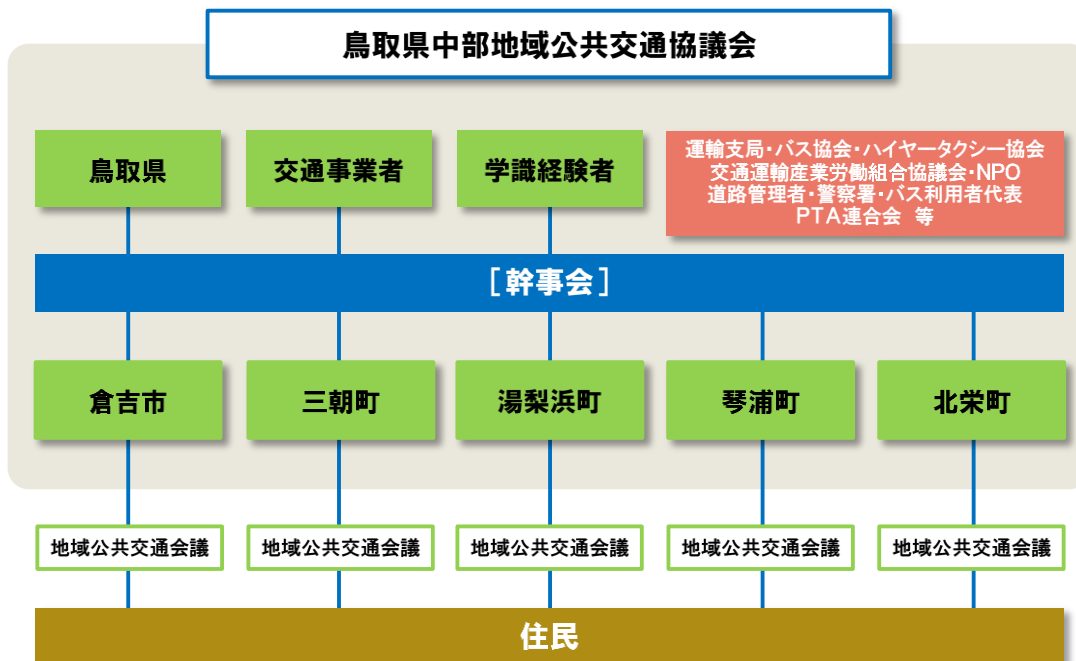 鳥取県中部地域公共交通協議会
鳥取県
交通事業者
学識経験者
運輸支局・バス協会・ハイヤータクシー協会
交通運輸産業労働組合協議会・NPO
道路管理者・警察署・バス利用者代表
PTA連合会 等
[幹事会]
倉吉市
三朝町
湯梨浜町
琴浦町
北栄町
地域公共交通会議
地域公共交通会議
地域公共交通会議
地域公共交通会議
地域公共交通会議
住民